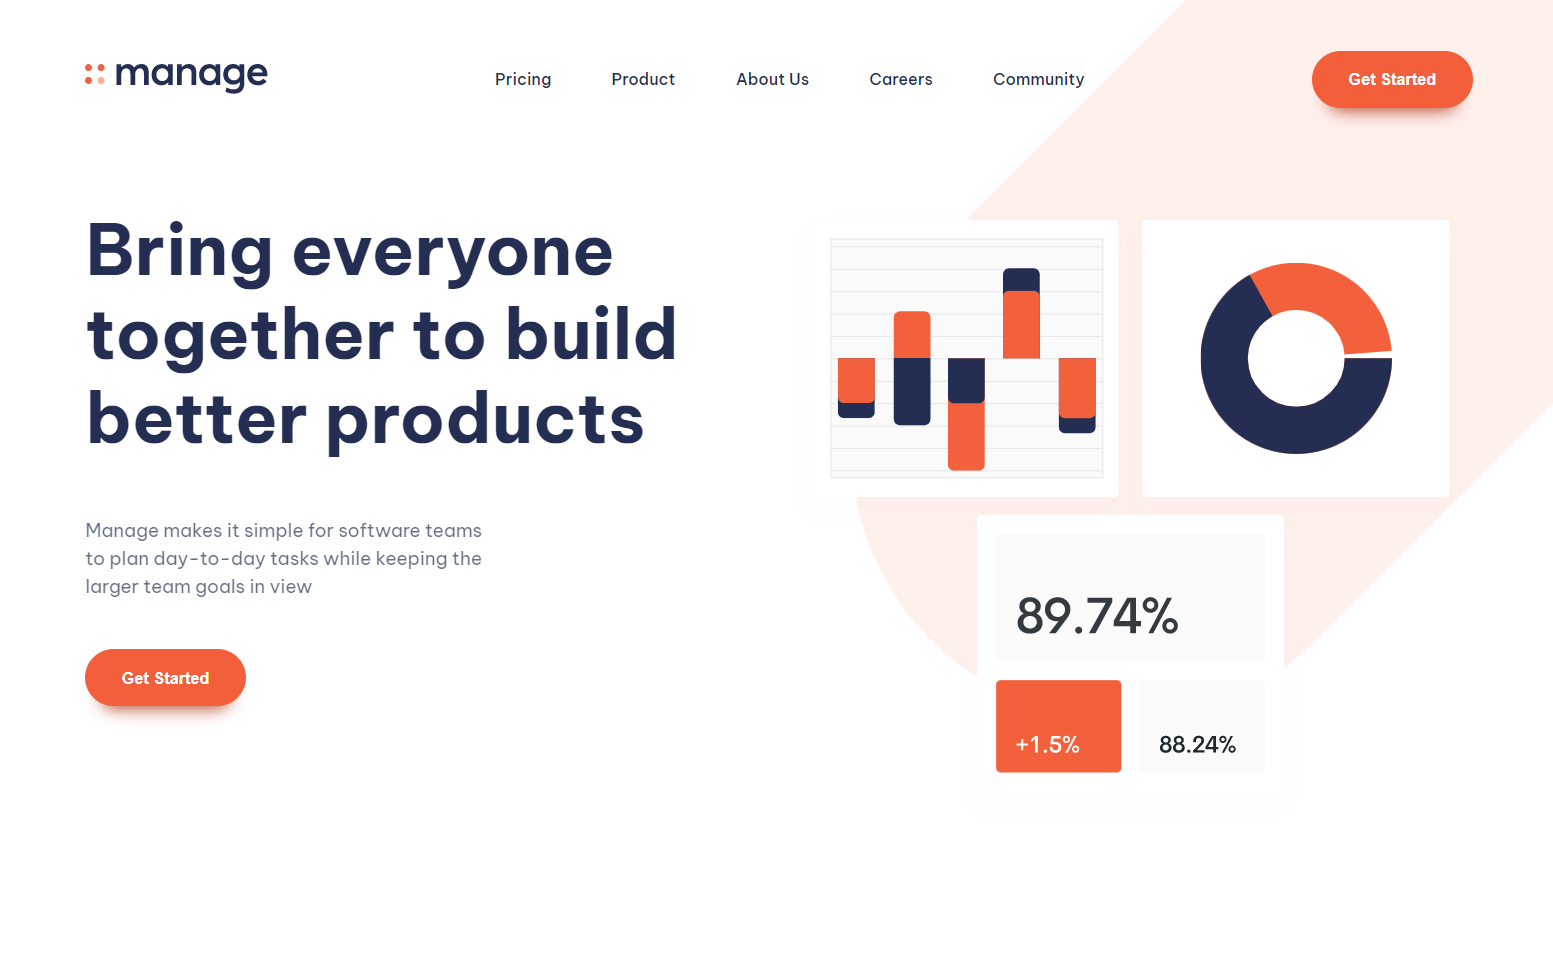 manage
Pricing Product About Us Careers Community
Get Started
Bring everyone
together to build
better products
Manage makes it simple for software teams
to plan day-to-day tasks while keeping the
larger team goals in view
Get Started
89.74%
+1.5% 88.24%